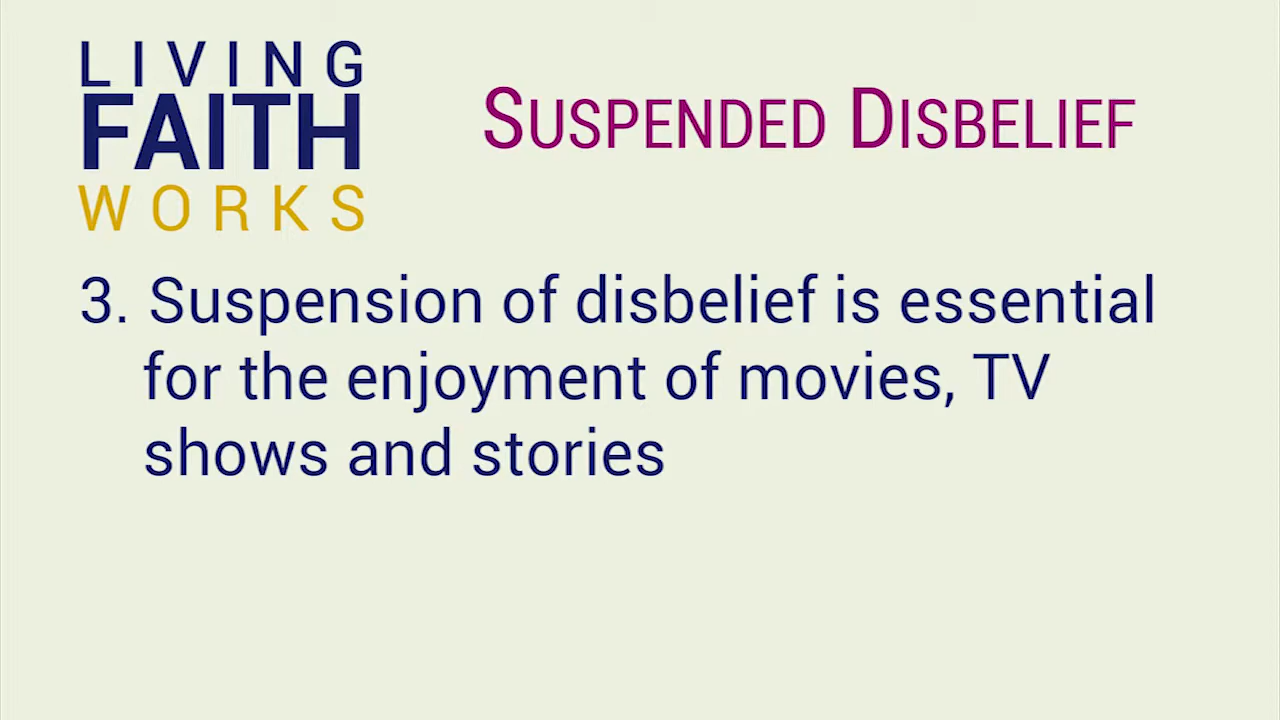 LIVING
FAITH
WORKS
SUSPENDED DISBELIEF
3. Suspension of disbelief is essential
for the enjoyment of movies, TV
shows and stories